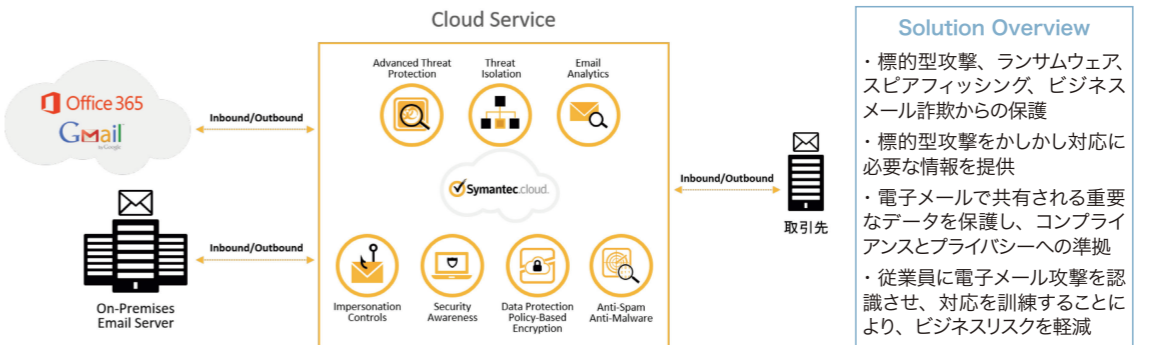 Cloud Service
Advanced Threat
Protection
Threat
Isolation
Email
Analytics
Office 365
Gmail
by Google
Inbound/Outbound
Symantec.cloud.
Inbound/Outbound
取引先
Inbound/Outbound
On-Premises
Email Server
Impersonation
Controls
Security
Awareness
Data Protection
Policy-Based
Encryption
Anti-Spam
Anti-Malware
Solution Overview
・標的型攻撃、ランサムウェア、
スピアフィッシング、ビジネス
メール詐欺からの保護
・標的型攻撃をかしかし対応に
必要な情報を提供
・電子メールで共有される重要
なデータを保護し、コンプライ
アンスとプライバシーへの準拠
・従業員に電子メール攻撃を認
識させ、対応を訓練することに
より、ビジネスリスクを軽減